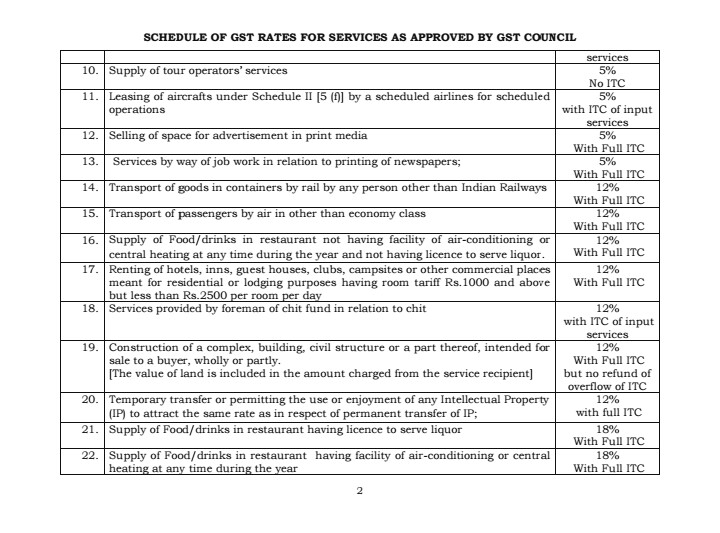 SCHEDULE OF GST RATES FOR SERVICES AS APPROVED BY GST COUNCIL
services
10. Supply of tour operators' services 5%
No ITC
11. Leasing of aircrafts under Schedule II [5 (f)] by a scheduled airlines for scheduled 5%
operations with ITC of input
services
12. Selling of space for advertisement in print media 5%
With Full ITC
13. Services by way of job work in relation to printing of newspapers; 5%
With Full ITC
14. Transport of goods in containers by rail by any person other than Indian Railways 12%
With Full ITC
15. Transport of passengers by air in other than economy class 12%
With Full ITC
16. Supply of Food/drinks in restaurant not having facility of air-conditioning or 12%
central heating at any time during the year and not having licence to serve liquor. With Full ITC
17. Renting of hotels, inns, guest houses, clubs, campsites or other commercial places 12%
meant for residential or lodging purposes having room tariff Rs.1000 and above With Full ITC
but less than Rs.2500 per room per day
18. Services provided by foreman of chit fund in relation to chit 12%
with ITC of input
services
19. Construction of a complex, building, civil structure or a part thereof, intended for 12%
sale to a buyer, wholly or partly. With Full ITC
[The value of land is included in the amount charged from the service recipient] but no refund of
overflow of ITC
20. Temporary transfer or permitting the use or enjoyment of any Intellectual Property 12%
(IP) to attract the same rate as in respect of permanent transfer of IP; with full ITC
21. Supply of Food/drinks in restaurant having licence to serve liquor 18%
With Full ITC
22. Supply of Food/drinks in restaurant having facility of air-conditioning or central 18%
heating at any time during the year With Full ITC
2